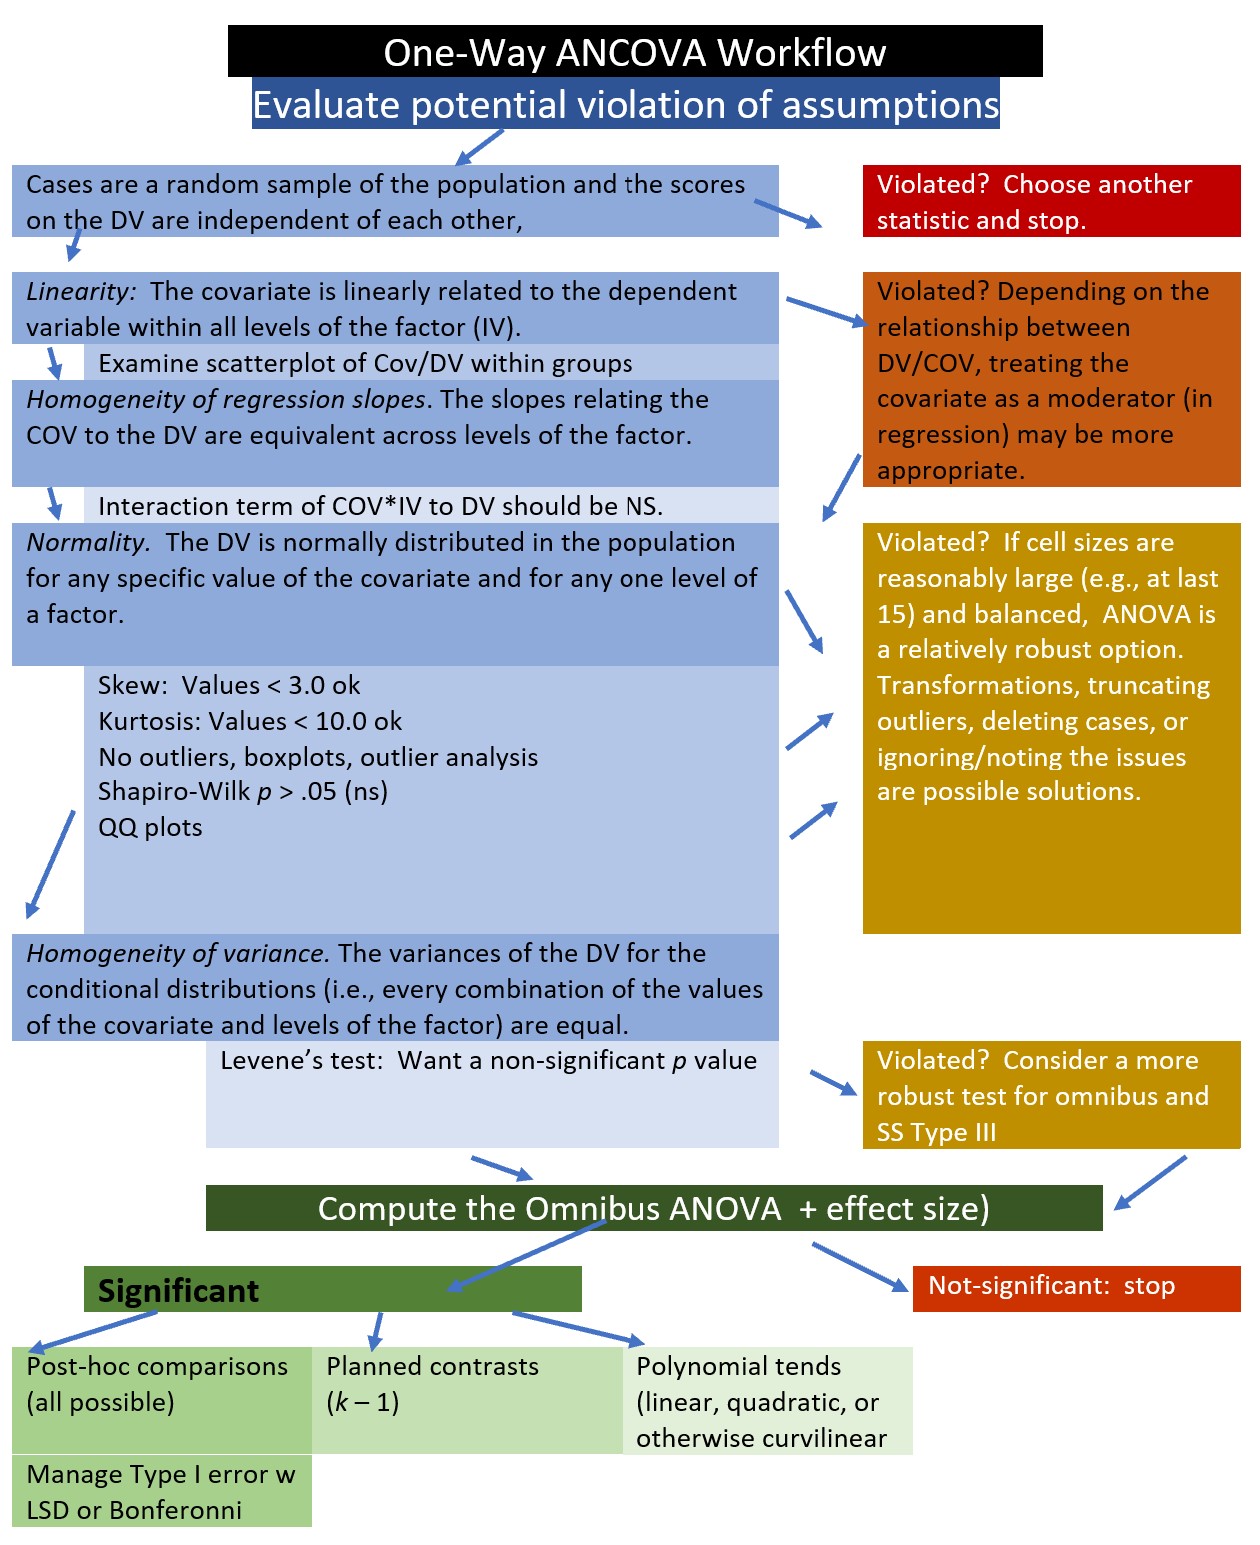 One-Way ANCOVA Workflow
Evaluate potential violation of assumptions
Cases are a random sample of the population and the scores
on the DV are independent of each other,
Violated?  Choose another
statistic and stop.
Linearity:  The covariate is linearly related to the dependent
variable within all levels of the factor (IV).
Examine scatterplot of Cov/DV within groups
Homogeneity of regression slopes. The slopes relating the
COV to the DV are equivalent across levels of the factor.
Interaction term of COV*IV to DV should be NS.
Violated? Depending on the
relationship between
DV/COV, treating the
covariate as a moderator (in
regression) may be more
appropriate.
Normality.  The DV is normally distributed in the population
for any specific value of the covariate and for any one level of
a factor.
Skew:  Values < 3.0 ok
Kurtosis: Values < 10.0 ok
No outliers, boxplots, outlier analysis
Shapiro-Wilk p > .05 (ns)
QQ plots
Violated?  If cell sizes are
reasonably large (e.g., at last
15) and balanced,  ANOVA is
a relatively robust option.
Transformations, truncating
outliers, deleting cases, or
ignoring/noting the issues
are possible solutions.
Homogeneity of variance. The variances of the DV for the
conditional distributions (i.e., every combination of the values
of the covariate and levels of the factor) are equal.
Levene’s test:  Want a non-significant p value
Violated?  Consider a more
robust test for omnibus and
SS Type III
Compute the Omnibus ANOVA  + effect size)
Significant
Not-significant:  stop
Post-hoc comparisons
(all possible)
Planned contrasts
(k – 1)
Polynomial tends
(linear, quadratic, or
otherwise curvilinear
Manage Type I error w
LSD or Bonferonni